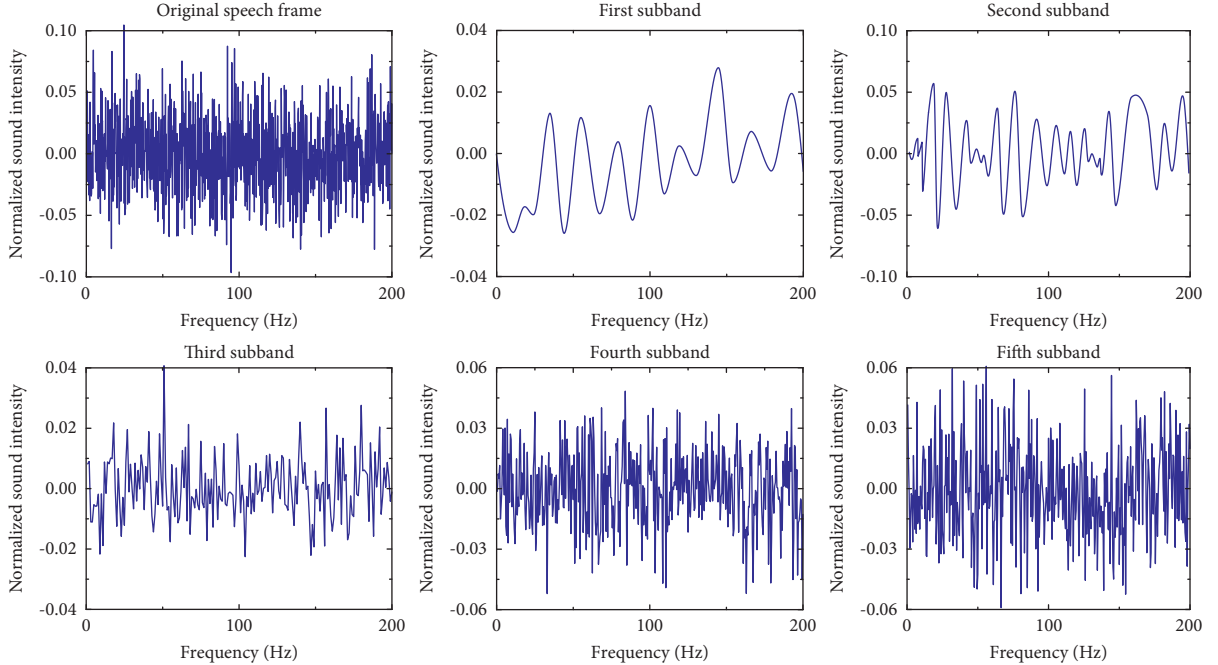 Original speech frame
Normalized sound intensity
0.10
0.05
0.00
-0.05
-0.10
0
100
200
Frequency (Hz)
First subband
Normalized sound intensity
0.04
0.02
0.00
-0.02
-0.04
0
100
200
Frequency (Hz)
Second subband
Normalized sound intensity
0.10
0.05
0.00
-0.05
-0.10
0
100
200
Frequency (Hz)
Third subband
Normalized sound intensity
0.04
0.02
0.00
-0.02
-0.04
0
100
200
Frequency (Hz)
Fourth subband
Normalized sound intensity
0.06
0.03
0.00
-0.03
-0.06
0
100
200
Frequency (Hz)
Fifth subband
Normalized sound intensity
0.06
0.03
0.00
-0.03
-0.06
0
100
200
Frequency (Hz)